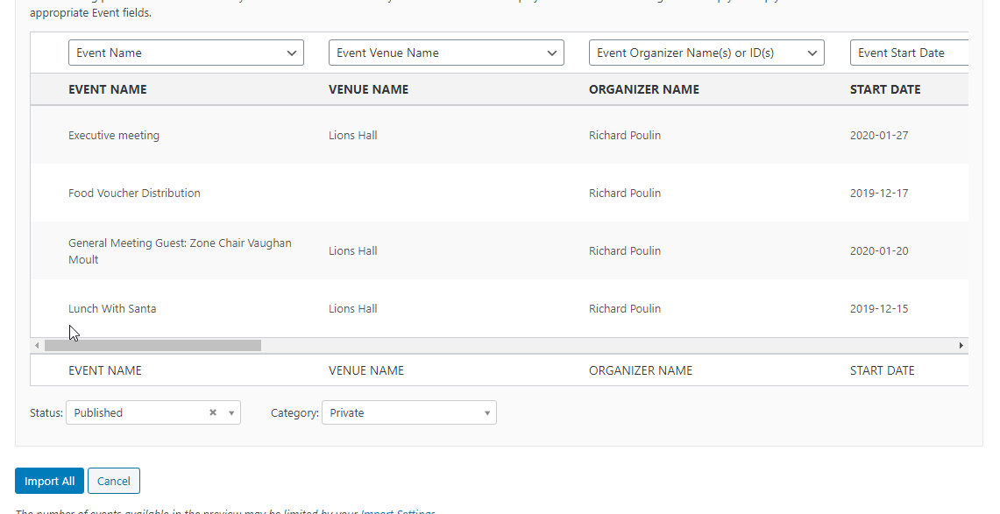 appropriate Event fields.
Event Name Event Venue Name Event Organizer Name(s) or ID(s) Event Start Date
EVENT NAME VENUE NAME ORGANIZER NAME START DATE
Executive meeting Lions Hall Richard Poulin 2020-01-27
Food Voucher Distribution Richard Poulin 2019-12-17
General Meeting Guest: Zone Chair Vaughan
Moult Lions Hall Richard Poulin 2020-01-20
Lunch With Santa Lions Hall Richard Poulin 2019-12-15
EVENT NAME VENUE NAME ORGANIZER NAME START DATE
Status: Published Category: Private
Import All Cancel
The number of events available in the preview may be limited by your Import Settings